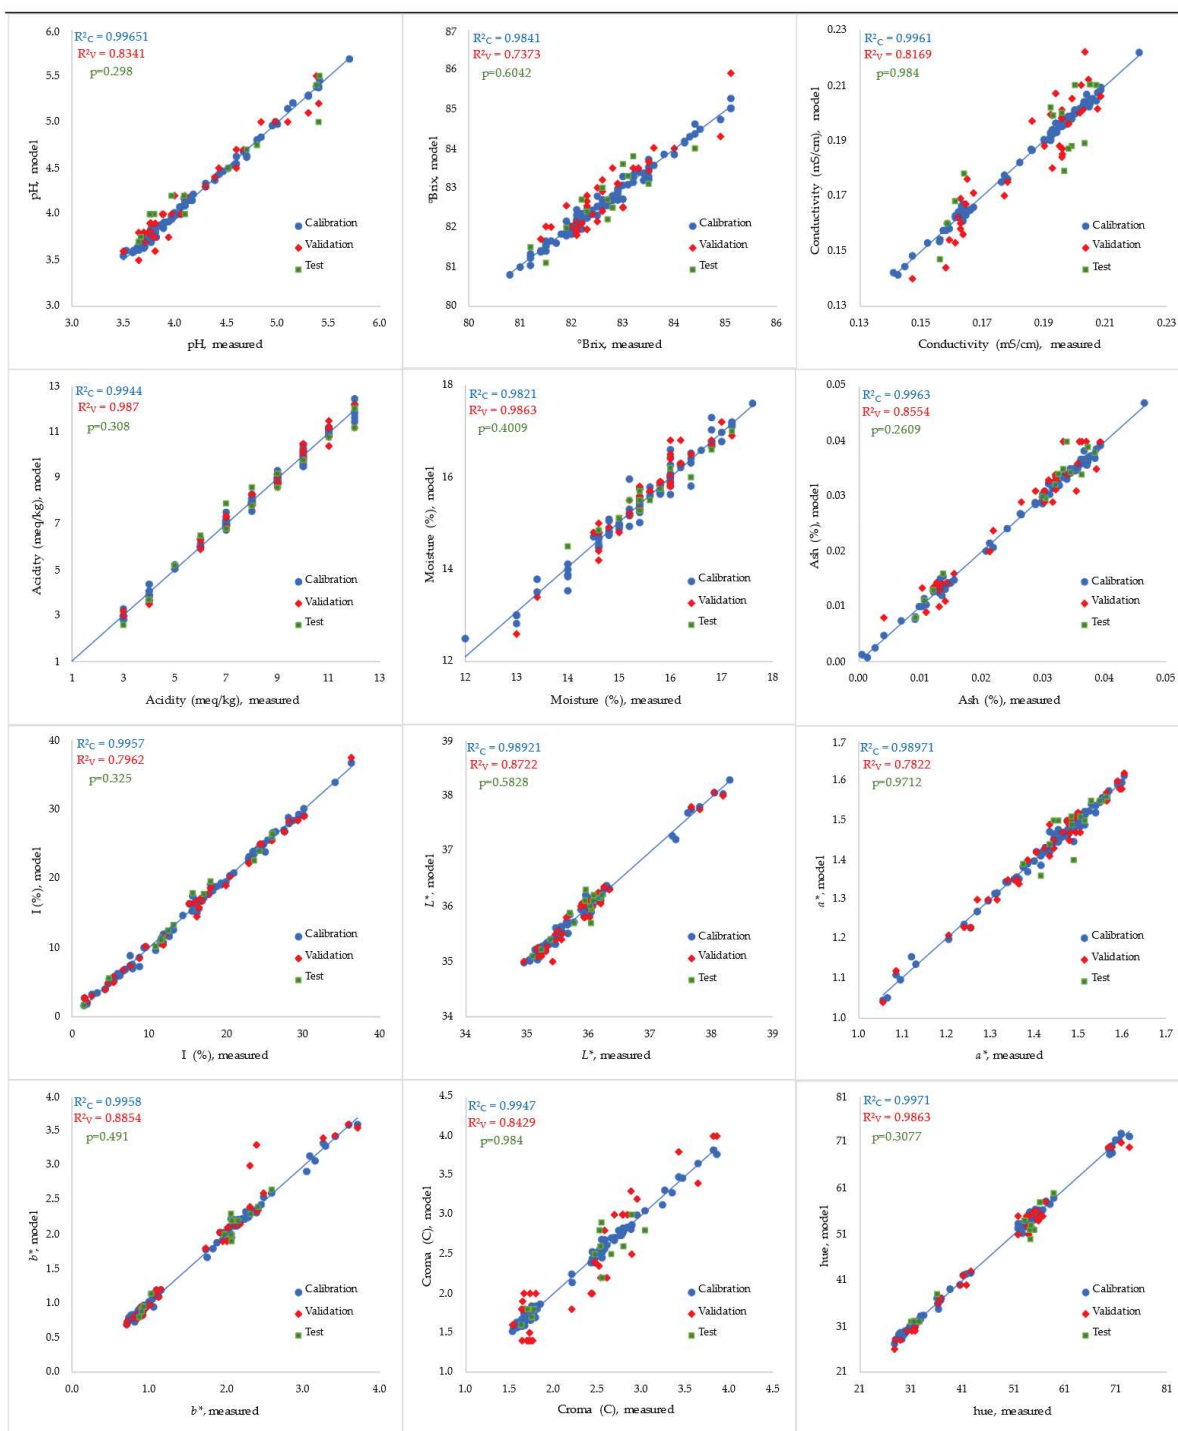 6.0
5.5
5.0
4.5
4.0
3.5
3.0
R²C = 0.99651
R²V = 0.8341
p=0.298
pH, model
Calibration
Validation
Test
3.0 3.5 4.0 4.5 5.0 5.5 6.0
pH, measured
87
86
85
84
83
82
81
80
R²C = 0.9841
R²V = 0.7373
p=0.6042
°Brix, model
Calibration
Validation
Test
80 81 82 83 84 85 86
°Brix, measured
0.23
0.21
0.19
0.17
0.15
0.13
R²C = 0.9961
R²V = 0.8169
p=0.984
Conductivity (mS/cm), model
Calibration
Validation
Test
0.13 0.15 0.17 0.19 0.21 0.23
Conductivity (mS/cm), measured
13
11
9
7
5
3
1
R²C = 0.9944
R²V = 0.987
p=0.308
Acidity (meq/kg), model
Calibration
Validation
Test
1 3 5 7 9 11 13
Acidity (meq/kg), measured
18
16
14
12
R²C = 0.9821
R²V = 0.9863
p=0.4009
Moisture (%), model
Calibration
Validation
Test
12 13 14 15 16 17 18
Moisture (%), measured
0.05
0.04
0.03
0.02
0.01
0.00
R²C = 0.9963
R²V = 0.8554
p=0.2609
Ash (%), model
Calibration
Validation
Test
0.00 0.01 0.02 0.03 0.04 0.05
Ash (%), measured
40
30
20
10
0
R²C = 0.9957
R²V = 0.7962
p=0.325
I (%), model
Calibration
Validation
Test
0 10 20 30 40
I (%), measured
39
38
37
36
35
34
R²C = 0.98921
R²V = 0.8722
p=0.5828
L*, model
Calibration
Validation
Test
34 35 36 37 38 39
L*, measured
1.7
1.6
1.5
1.4
1.3
1.2
1.1
1.0
R²C = 0.98971
R²V = 0.7822
p=0.9712
a*, model
Calibration
Validation
Test
1.0 1.1 1.2 1.3 1.4 1.5 1.6 1.7
a*, measured
4.0
3.5
3.0
2.5
2.0
1.5
1.0
0.5
0.0
R²C = 0.9958
R²V = 0.8854
p=0.491
b*, model
Calibration
Validation
Test
0.0 1.0 2.0 3.0 4.0
b*, measured
4.5
4.0
3.5
3.0
2.5
2.0
1.5
1.0
R²C = 0.9947
R²V = 0.8429
p=0.984
Croma (C), model
Calibration
Validation
Test
1.0 1.5 2.0 2.5 3.0 3.5 4.0 4.5
Croma (C), measured
81
71
61
51
41
31
21
R²C = 0.9971
R²V = 0.9863
p=0.3077
hue, model
Calibration
Validation
Test
21 31 41 51 61 71 81
hue, measured